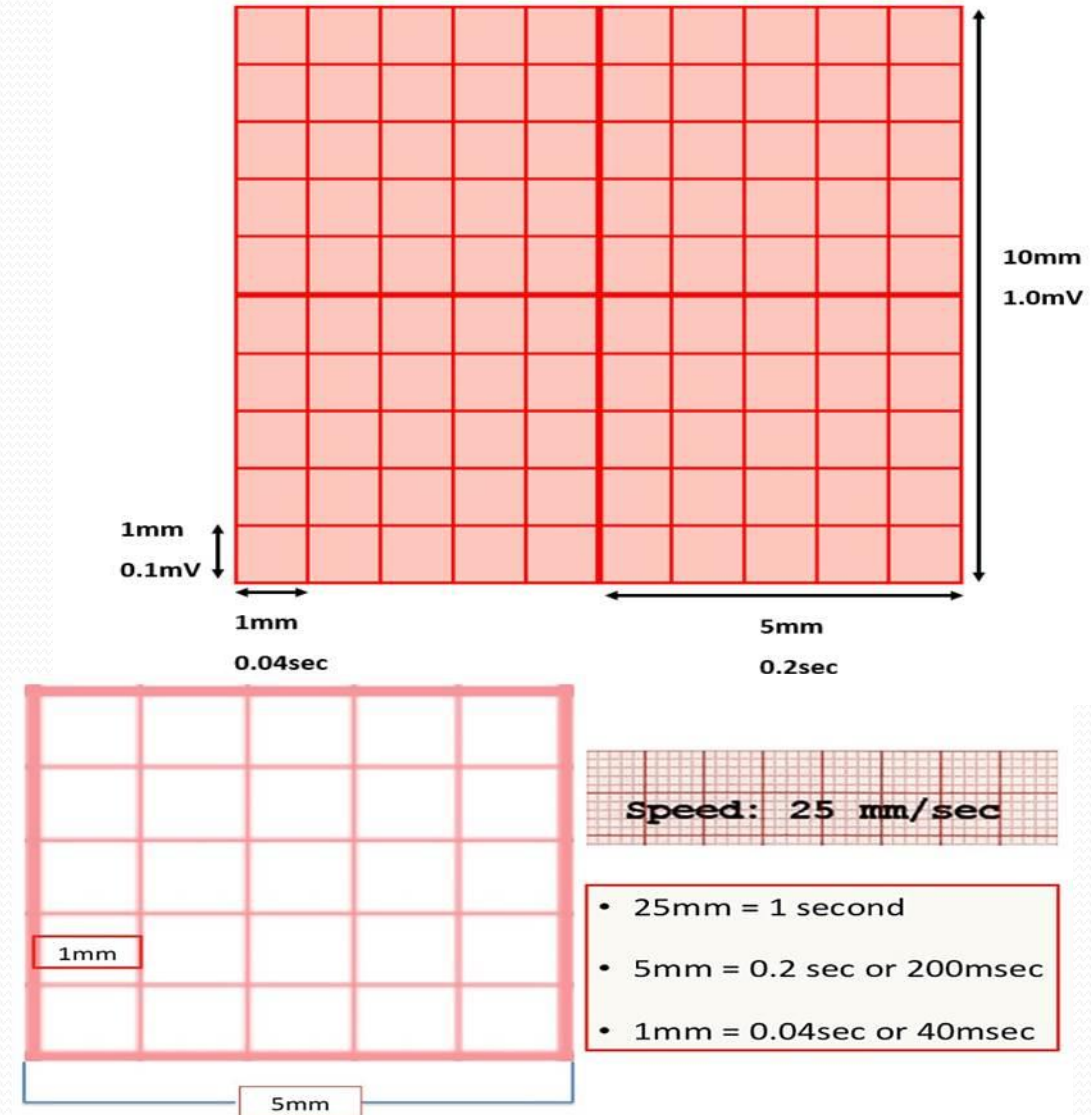 10mm
1.0mV
1mm
0.1mV
1mm
0.04sec
5mm
0.2sec
1mm
5mm
Speed: 25 mm/sec
• 25mm = 1 second
• 5mm = 0.2 sec or 200msec
• 1mm = 0.04sec or 40msec